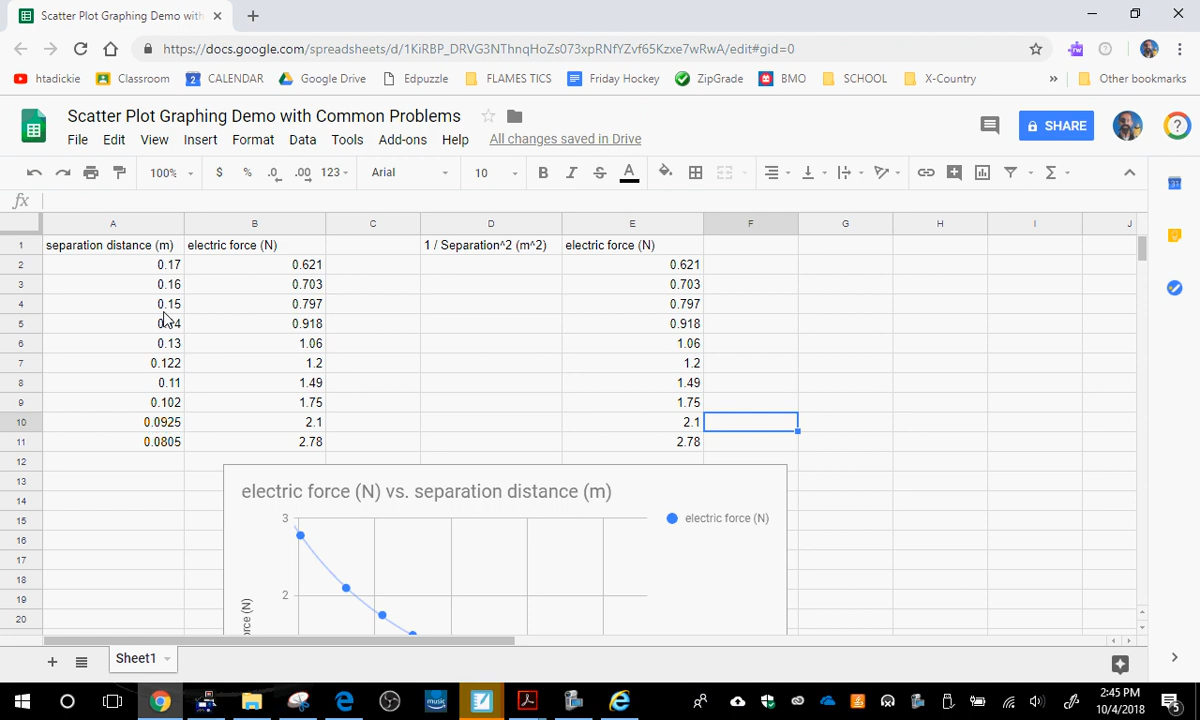 Scatter Plot Graphing Demo with
https://docs.google.com/spreadsheets/d/1KiRBP_DRVG3NThnqHoZs073xpRNfYZvf65Kzxe7wRwA/edit#gid=0
htadickie Classroom 2 CALENDAR Google Drive Edpuzzle FLAMES TICS Friday Hockey ZipGrade BMO SCHOOL X-Country » Other bookmarks
Scatter Plot Graphing Demo with Common Problems
SHARE
File Edit View Insert Format Data Tools Add-ons Help All changes saved in Drive
100% $ % .0 .00 123 Arial 10 B I S A Σ
fx
A B C D E F G H I J
1 separation distance (m) electric force (N) 1 / Separation^2 (m^2) electric force (N)
2 0.17 0.621 0.621
3 0.16 0.703 0.703
4 0.15 0.797 0.797
5 0.918 0.918
6 0.13 1.06 1.06
7 0.122 1.2 1.2
8 0.11 1.49 1.49
9 0.102 1.75 1.75
10 0.0925 2.1 2.1
11 0.0805 2.78 2.78
12
13 electric force (N) vs. separation distance (m)
14
15 3 electric force (N)
16
17
18
19 2
20 rce (N)
+ Sheet1
music
2:45 PM
10/4/2018
5